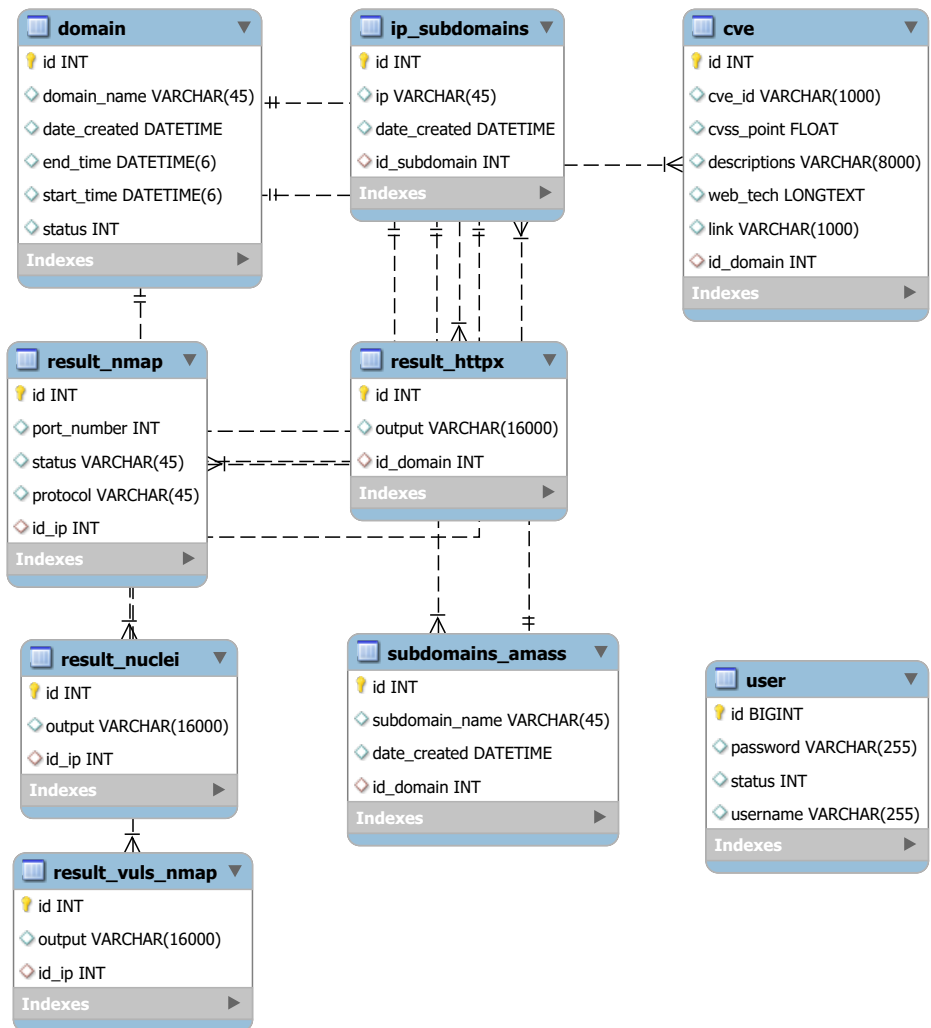 domain
id INT
domain_name VARCHAR(45)
date_created DATETIME
end_time DATETIME(6)
start_time DATETIME(6)
status INT
Indexes
ip_subdomains
id INT
ip VARCHAR(45)
date_created DATETIME
id_subdomain INT
Indexes
cve
id INT
cve_id VARCHAR(1000)
cvss_point FLOAT
descriptions VARCHAR(8000)
web_tech LONGTEXT
link VARCHAR(1000)
id_domain INT
Indexes
result_nmap
id INT
port_number INT
status VARCHAR(45)
protocol VARCHAR(45)
id_ip INT
Indexes
result_httpx
id INT
output VARCHAR(16000)
id_domain INT
Indexes
result_nuclei
id INT
output VARCHAR(16000)
id_ip INT
Indexes
subdomains_amass
id INT
subdomain_name VARCHAR(45)
date_created DATETIME
id_domain INT
Indexes
user
id BIGINT
password VARCHAR(255)
status INT
username VARCHAR(255)
Indexes
result_vuls_nmap
id INT
output VARCHAR(16000)
id_ip INT
Indexes